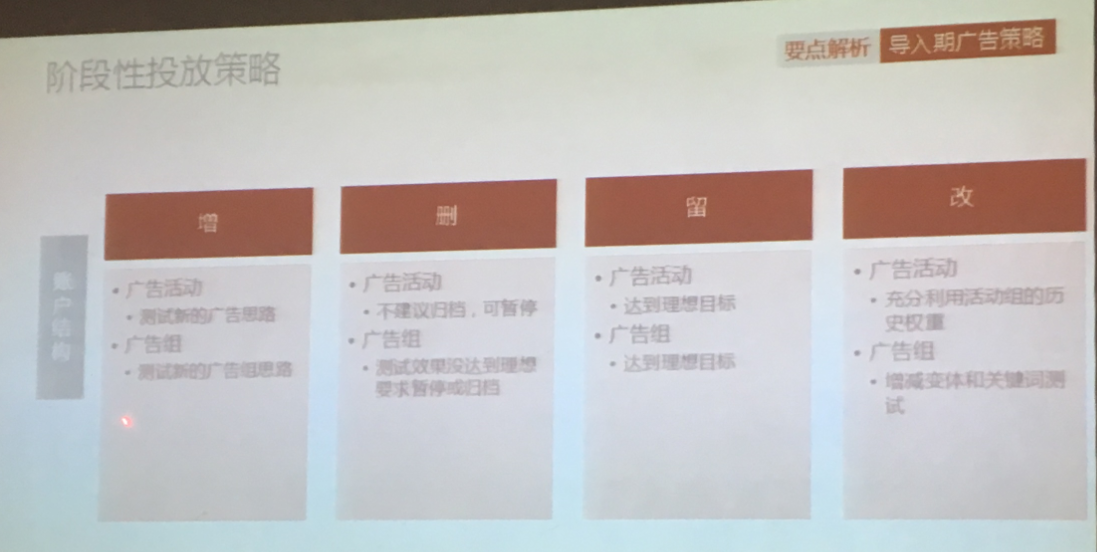 阶段性投放策略
要点解析 导入期广告策略
账户结构
增
• 广告活动
• 测试新的广告思路
• 广告组
• 测试新的广告组思路
删
• 广告活动
• 不建议归档，可暂停
• 广告组
• 测试效果没达到理想
要求暂停或归档
留
• 广告活动
• 达到理想目标
• 广告组
• 达到理想目标
改
• 广告活动
• 充分利用活动组的历
史权重
• 广告组
• 增减变体和关键词测
试